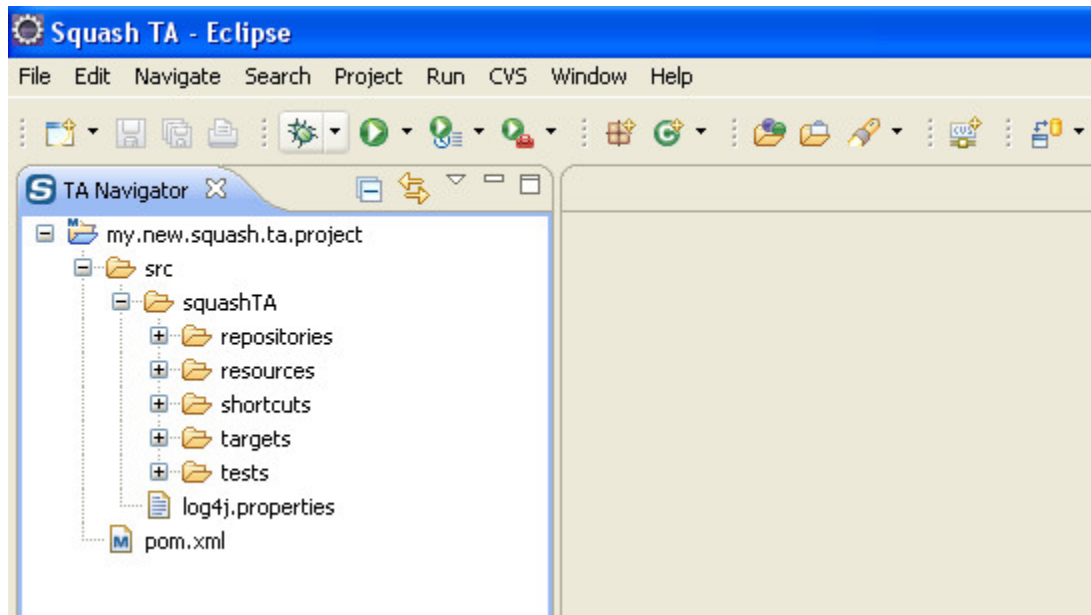 Squash TA - Eclipse
File Edit Navigate Search Project Run CVS Window Help
TA Navigator
my.new.squash.ta.project
src
squashTA
repositories
resources
shortcuts
targets
tests
log4j.properties
pom.xml